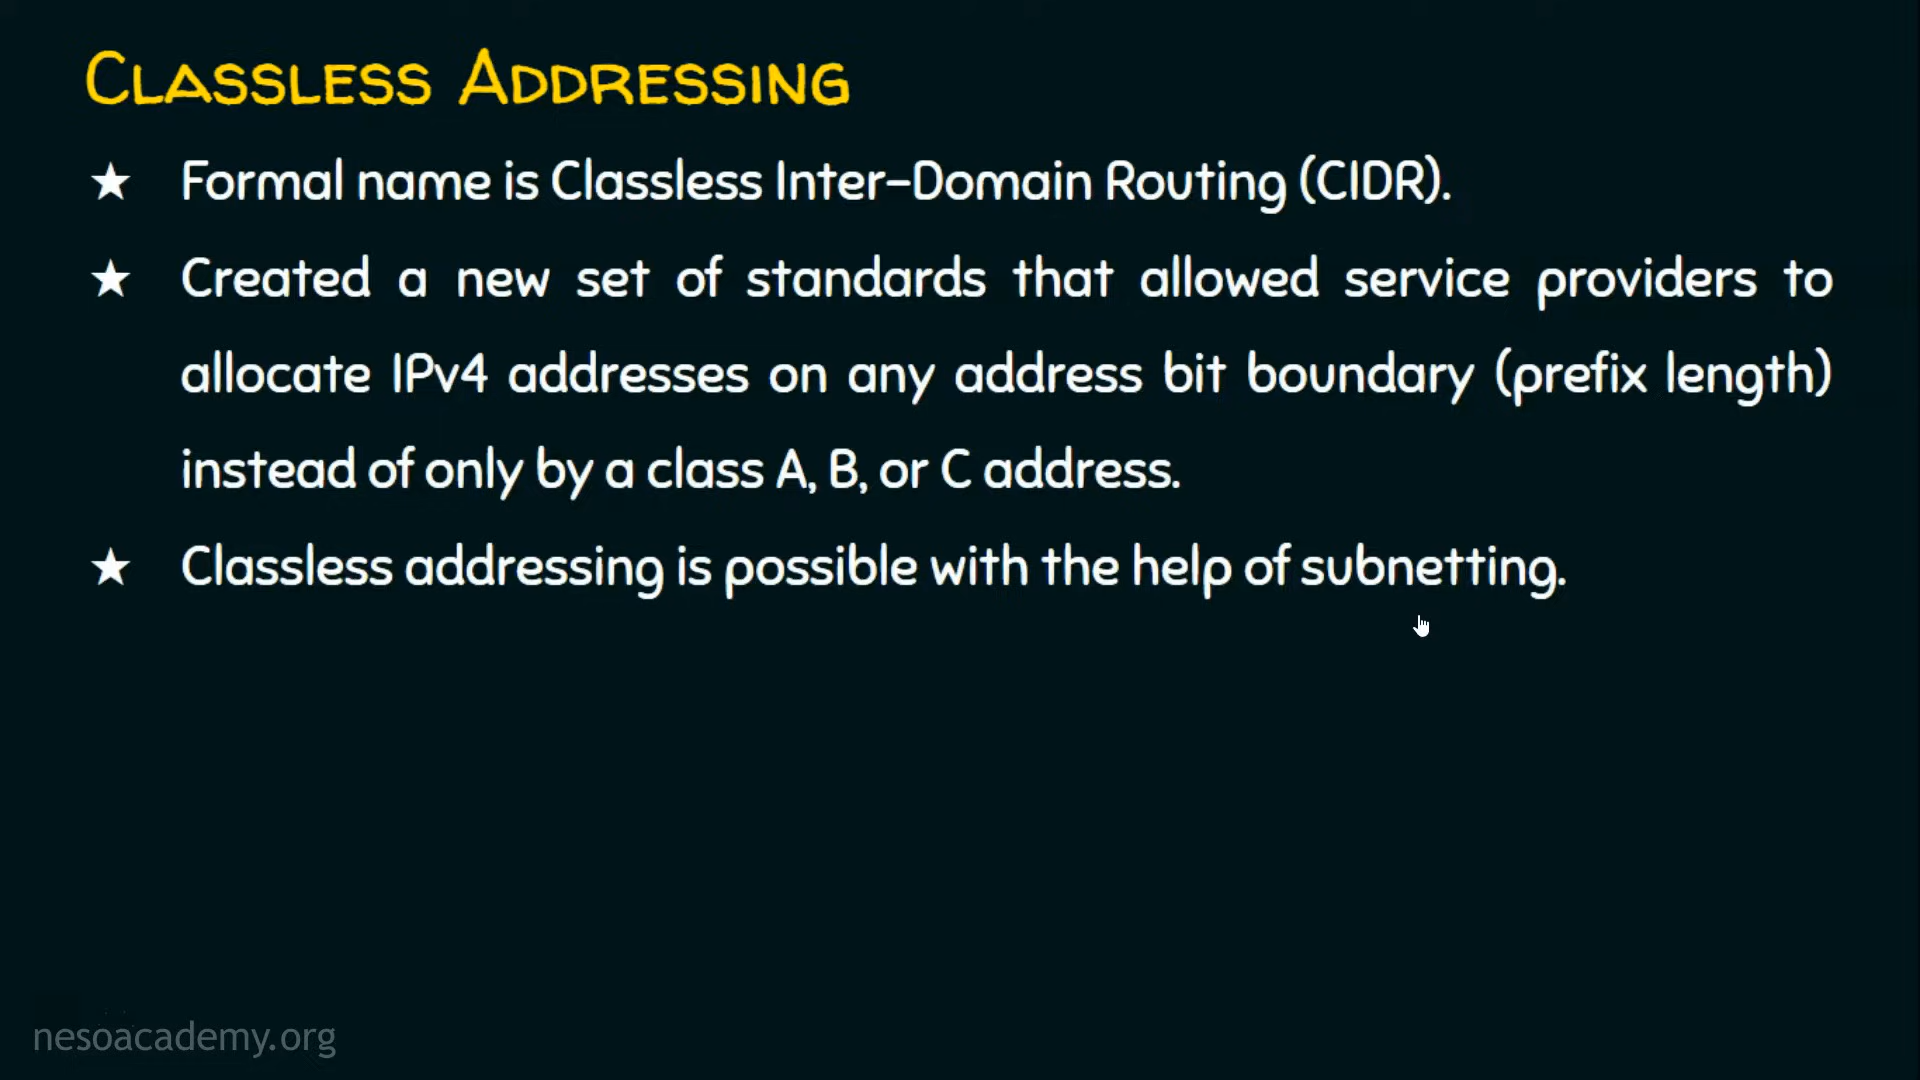 CLASSLESS ADDRESSING
★ Formal name is Classless Inter-Domain Routing (CIDR).
★ Created a new set of standards that allowed service providers to
allocate IPv4 addresses on any address bit boundary (prefix length)
instead of only by a class A, B, or C address.
★ Classless addressing is possible with the help of subnetting.
nesoacademy.org